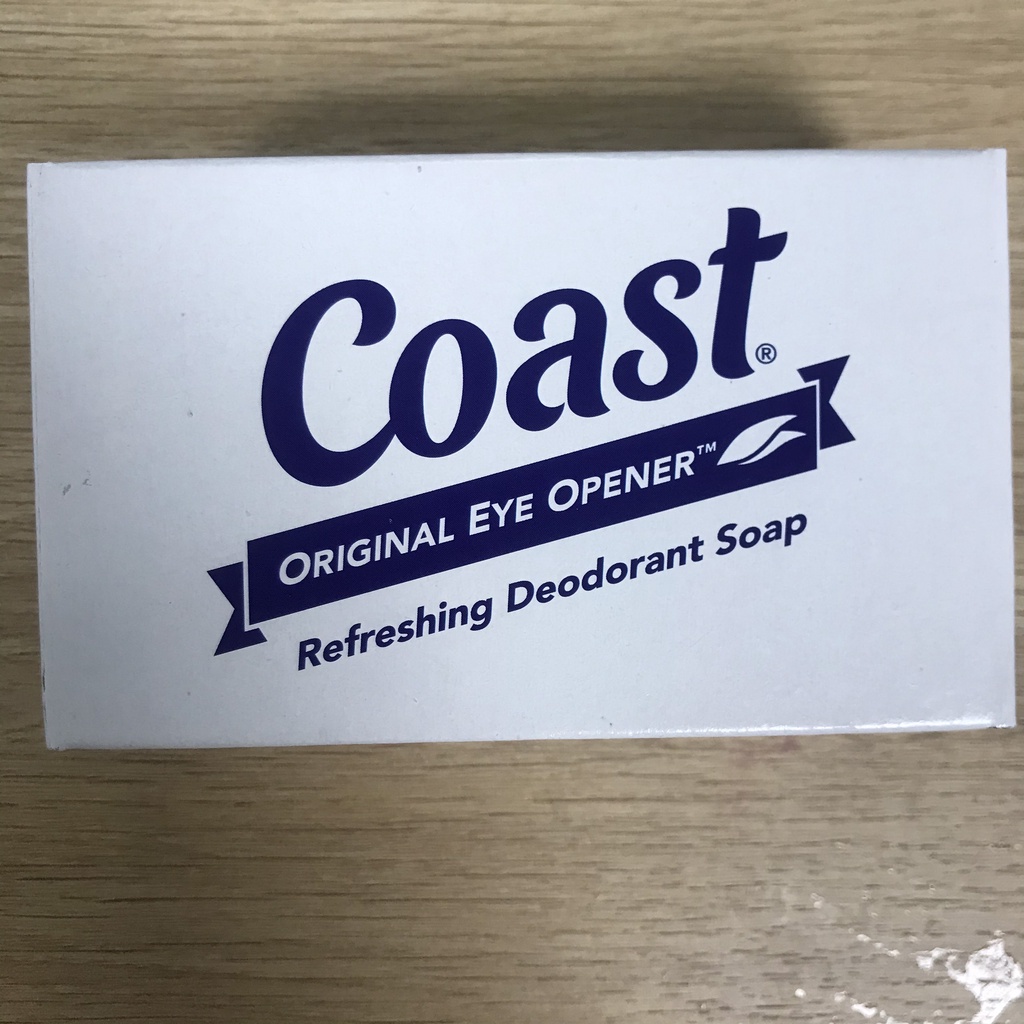 Coast®
ORIGINAL EYE OPENER™
Refreshing Deodorant Soap